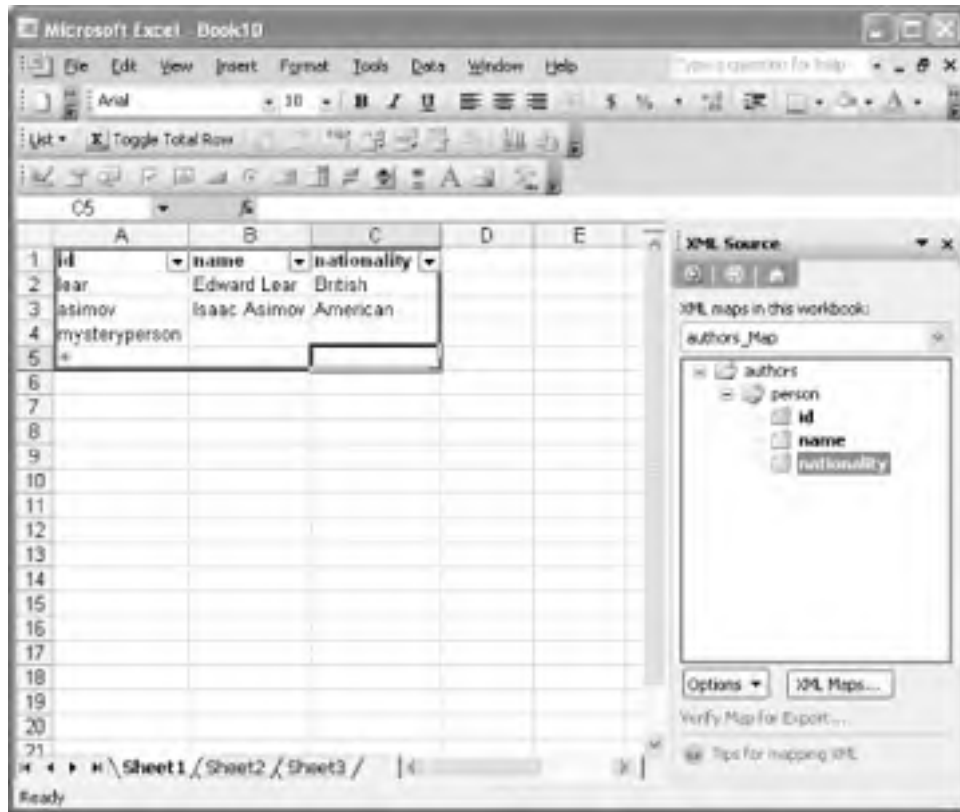 Microsoft Excel - Book10
File Edit View Insert Format Tools Data Window Help Type a question for help
Arial 10 B I U $ %
List Toggle Total Row
C5 fx
A B C D E
1 id name nationality
2 lear Edward Lear British
3 asimov Isaac Asimov American
4 mysteryperson
5 *
6
7
8
9
10
11
12
13
14
15
16
17
18
19
20
21
Sheet1 / Sheet2 / Sheet3 /
Ready
XML Source
XML maps in this workbook:
authors_Map
authors
person
id
name
nationality
Options XML Maps...
Verify Map for Export...
Tips for mapping XML